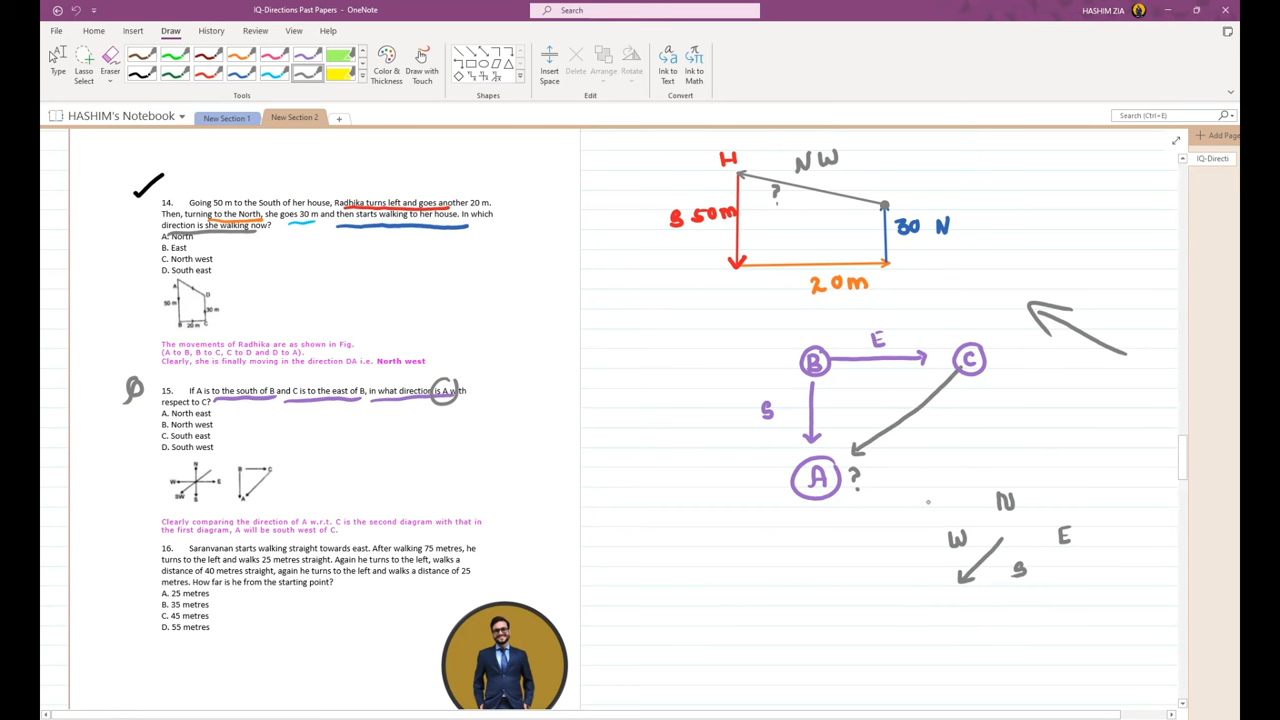 IQ-Directions Past Papers - OneNote
Search
HASHIM ZIA
File Home Insert Draw History Review View Help
Type
Lasso Select
Eraser
Color & Thickness
Draw with Touch
Insert Space
Delete
Arrange
Rotate
Ink to Text
Ink to Math
Tools
Shapes
Edit
Convert
HASHIM's Notebook
New Section 1
New Section 2
Search (Ctrl+E)
Add Page
IQ-Directi
14. Going 50 m to the South of her house, Radhika turns left and goes another 20 m.
Then, turning to the North, she goes 30 m and then starts walking to her house. In which
direction is she walking now?
A. North
B. East
C. North west
D. South east
A
D
50 m
30 m
B 20 m C
The movements of Radhika are as shown in Fig.
(A to B, B to C, C to D and D to A).
Clearly, she is finally moving in the direction DA i.e. North west
15. If A is to the south of B and C is to the east of B, in what direction is A with
respect to C?
A. North east
B. North west
C. South east
D. South west
N
W E
SW S
B C
A
Clearly comparing the direction of A w.r.t. C is the second diagram with that in
the first diagram, A will be south west of C.
16. Saranvanan starts walking straight towards east. After walking 75 metres, he
turns to the left and walks 25 metres straight. Again he turns to the left, walks a
distance of 40 metres straight, again he turns to the left and walks a distance of 25
metres. How far is he from the starting point?
A. 25 metres
B. 35 metres
C. 45 metres
D. 55 metres
H NW
?
S 50m
30 N
20m
B E C
S
A ?
N
W E
S